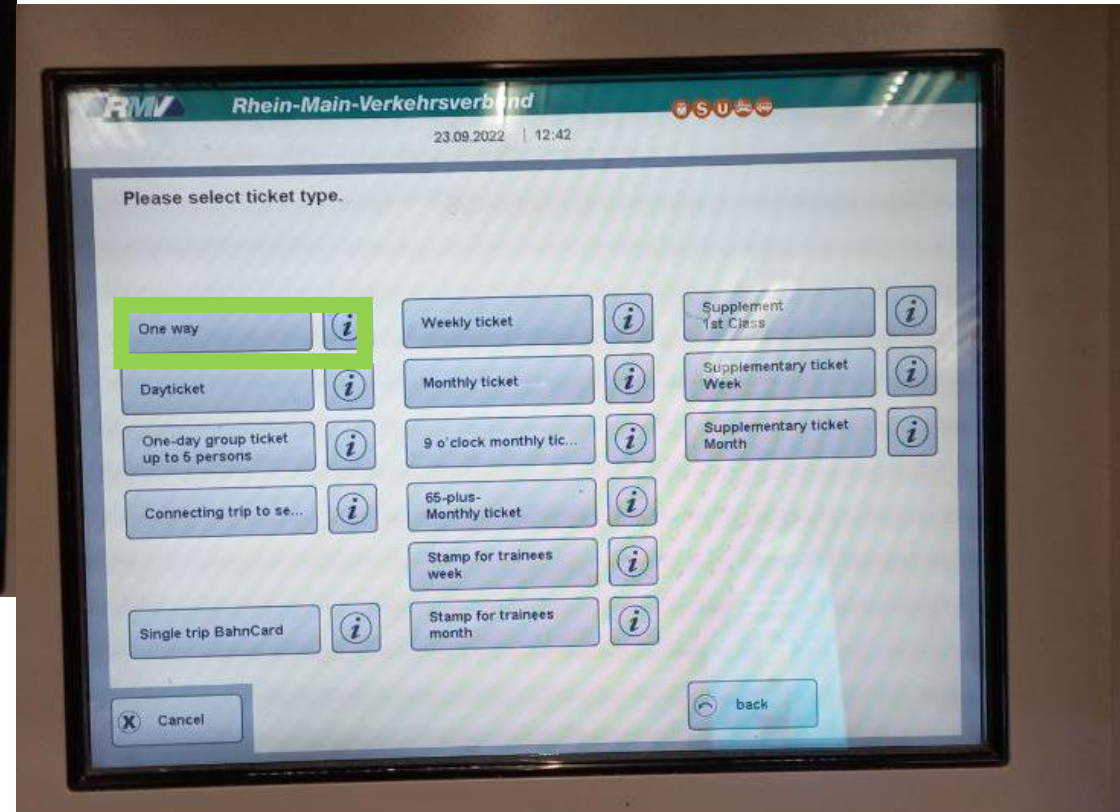 RMV Rhein-Main-Verkehrsverbund
23.09.2022 | 12:42
Please select ticket type.
One way i
Dayticket i
One-day group ticket
up to 5 persons i
Connecting trip to se... i
Single trip BahnCard i
Weekly ticket i
Monthly ticket i
9 o'clock monthly tic... i
65-plus-
Monthly ticket i
Stamp for trainees
week i
Stamp for trainees
month i
Supplement
1st Class i
Supplementary ticket
Week i
Supplementary ticket
Month i
X Cancel
back